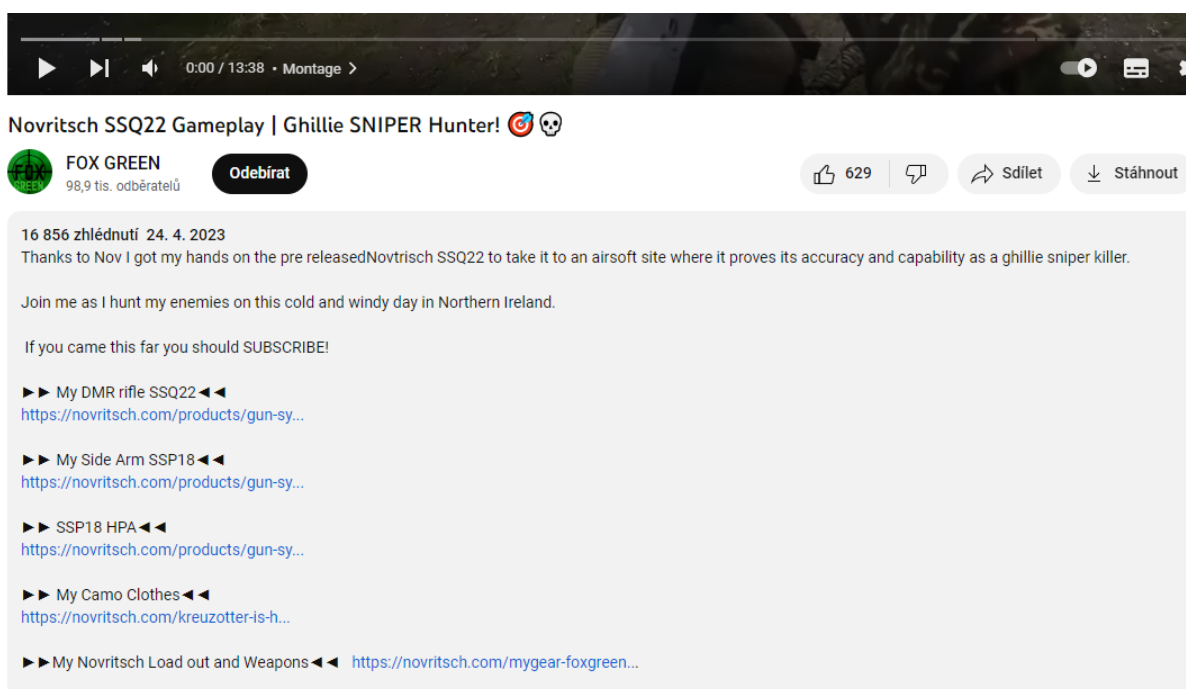 0:00 / 13:38 • Montage >
Novritsch SSQ22 Gameplay | Ghillie SNIPER Hunter! 🎯💀
FOX GREEN
FOX
GREEN
98,9 tis. odběratelů
Odebírat
629
Sdílet
Stáhnout
16 856 zhlédnutí 24. 4. 2023
Thanks to Nov I got my hands on the pre releasedNovtrisch SSQ22 to take it to an airsoft site where it proves its accuracy and capability as a ghillie sniper killer.
Join me as I hunt my enemies on this cold and windy day in Northern Ireland.
If you came this far you should SUBSCRIBE!
►► My DMR rifle SSQ22◄◄
https://novritsch.com/products/gun-sy...
►► My Side Arm SSP18◄◄
https://novritsch.com/products/gun-sy...
►► SSP18 HPA◄◄
https://novritsch.com/products/gun-sy...
►► My Camo Clothes◄◄
https://novritsch.com/kreuzotter-is-h...
►►My Novritsch Load out and Weapons◄◄ https://novritsch.com/mygear-foxgreen...